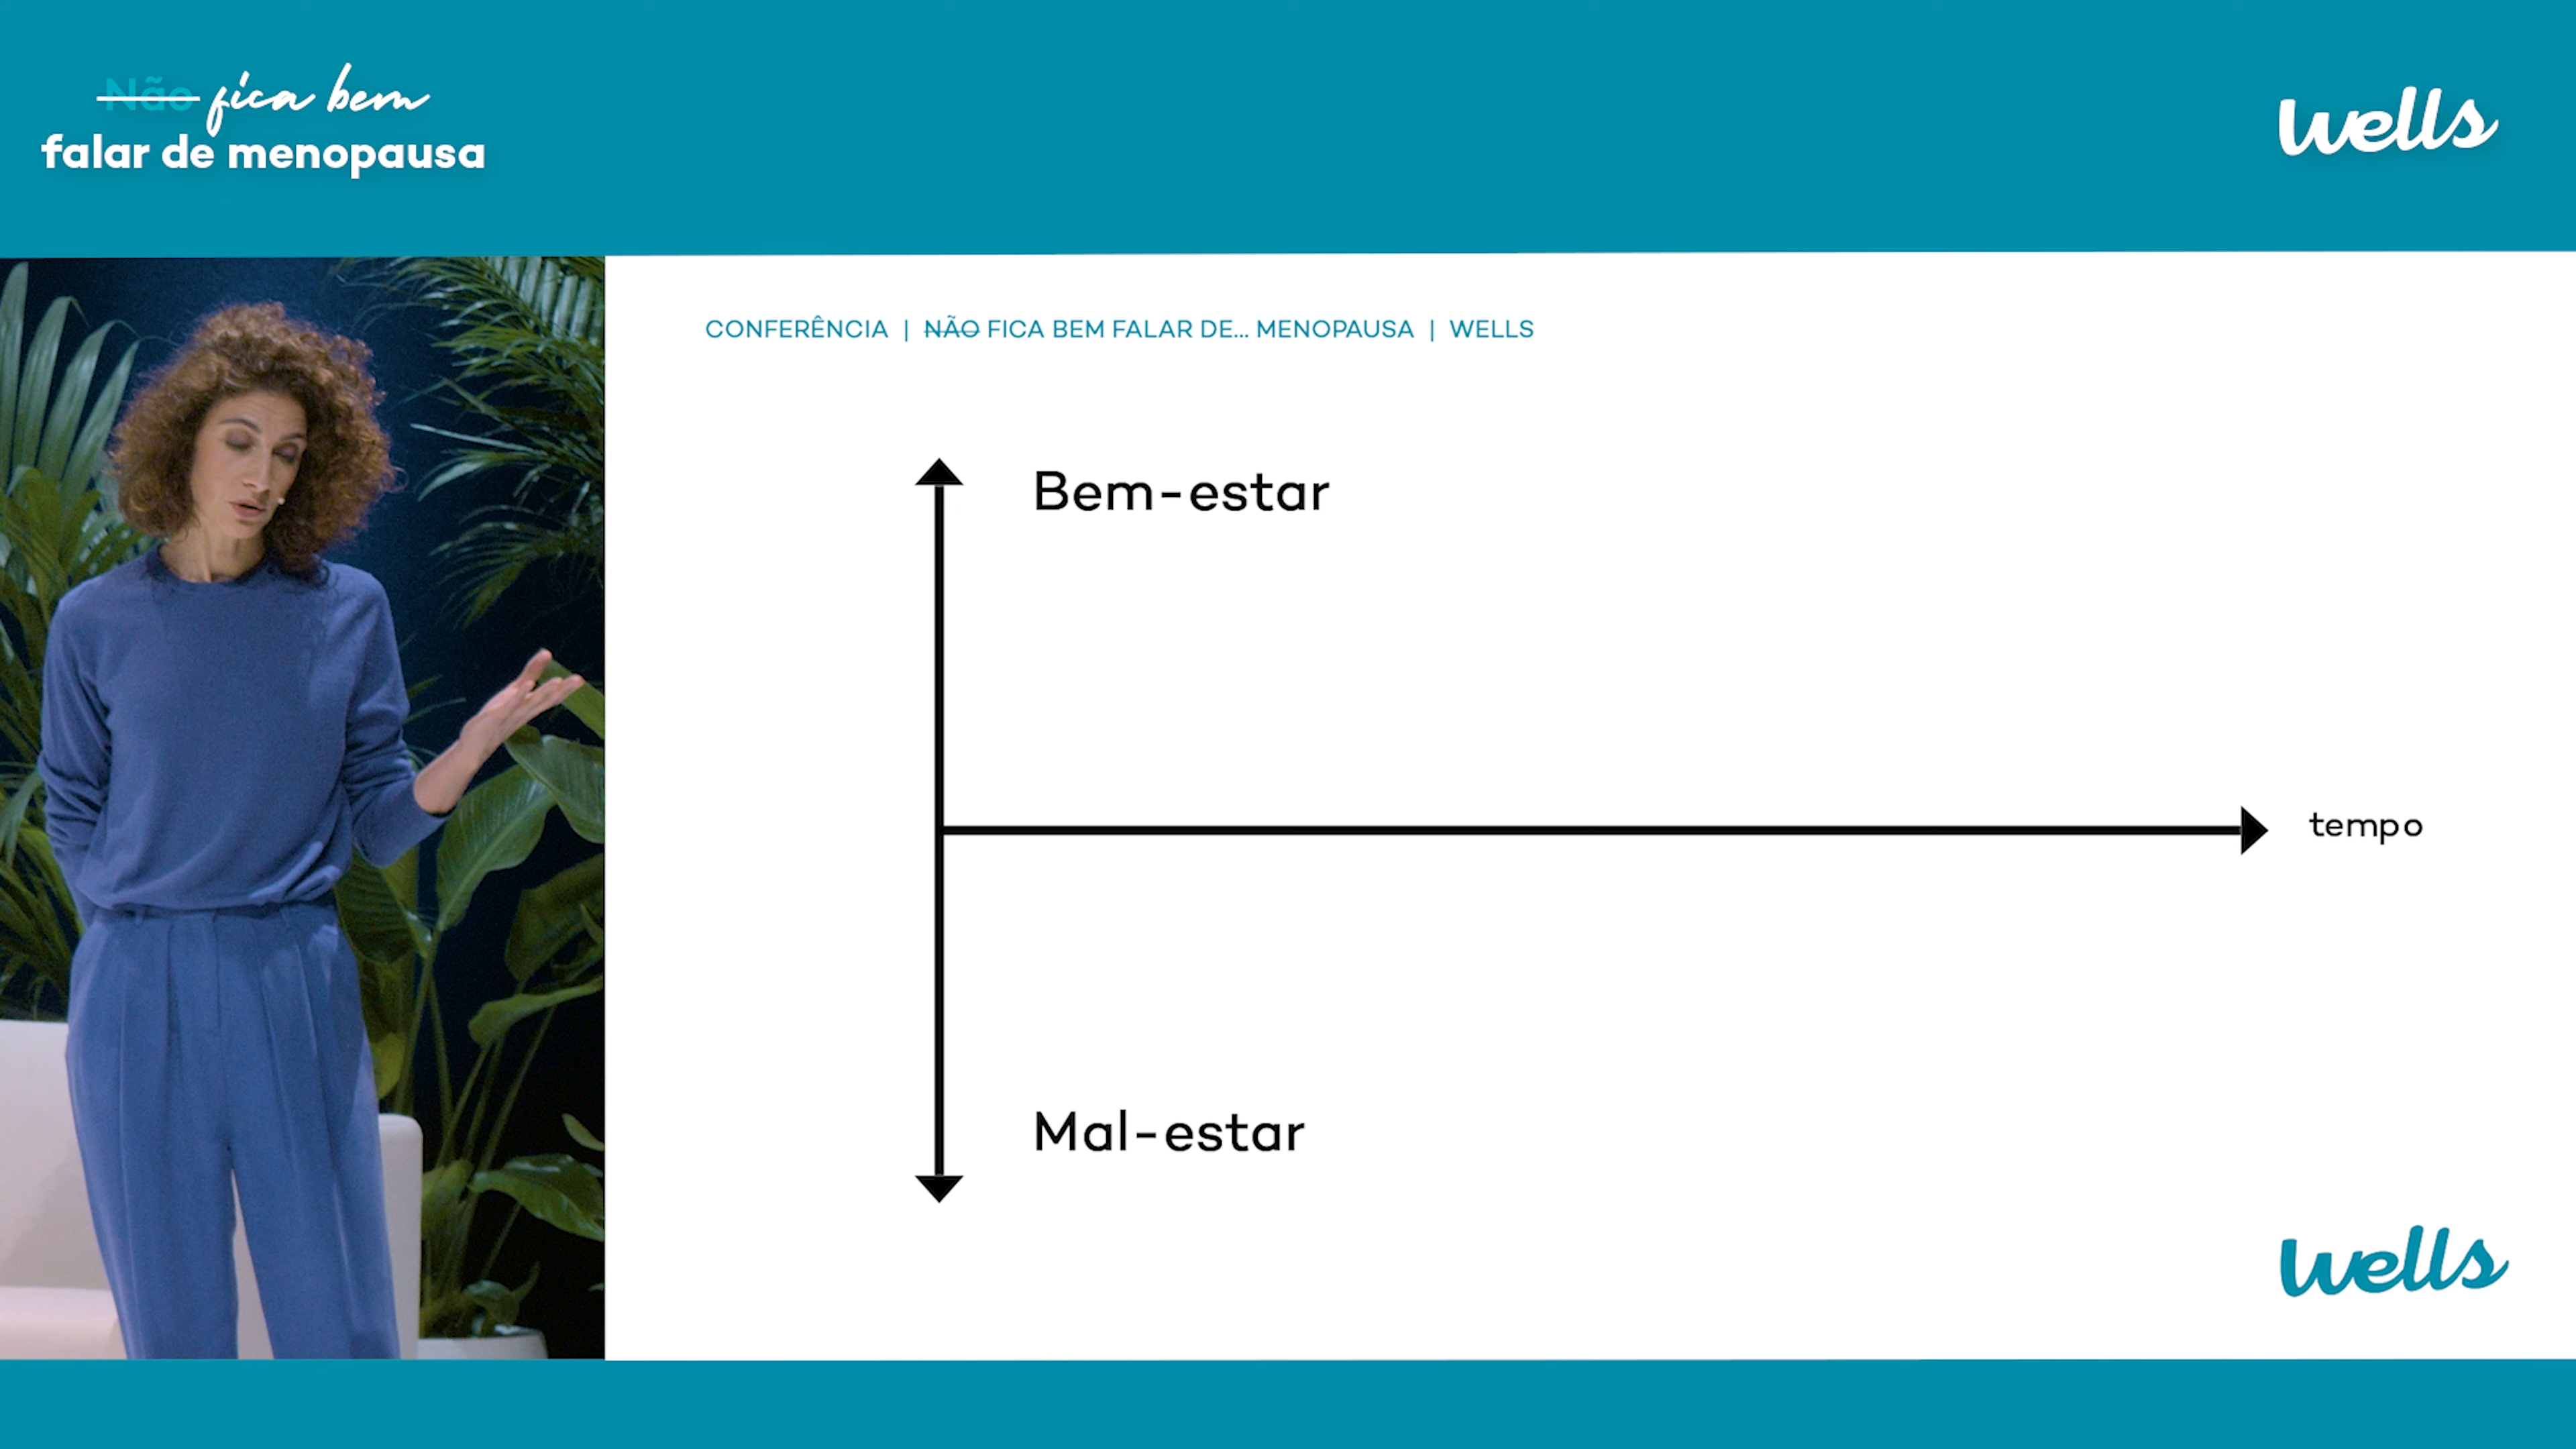 Não fica bem
falar de menopausa
wells
CONFERÊNCIA | NÃO FICA BEM FALAR DE... MENOPAUSA | WELLS
Bem-estar
tempo
Mal-estar
wells